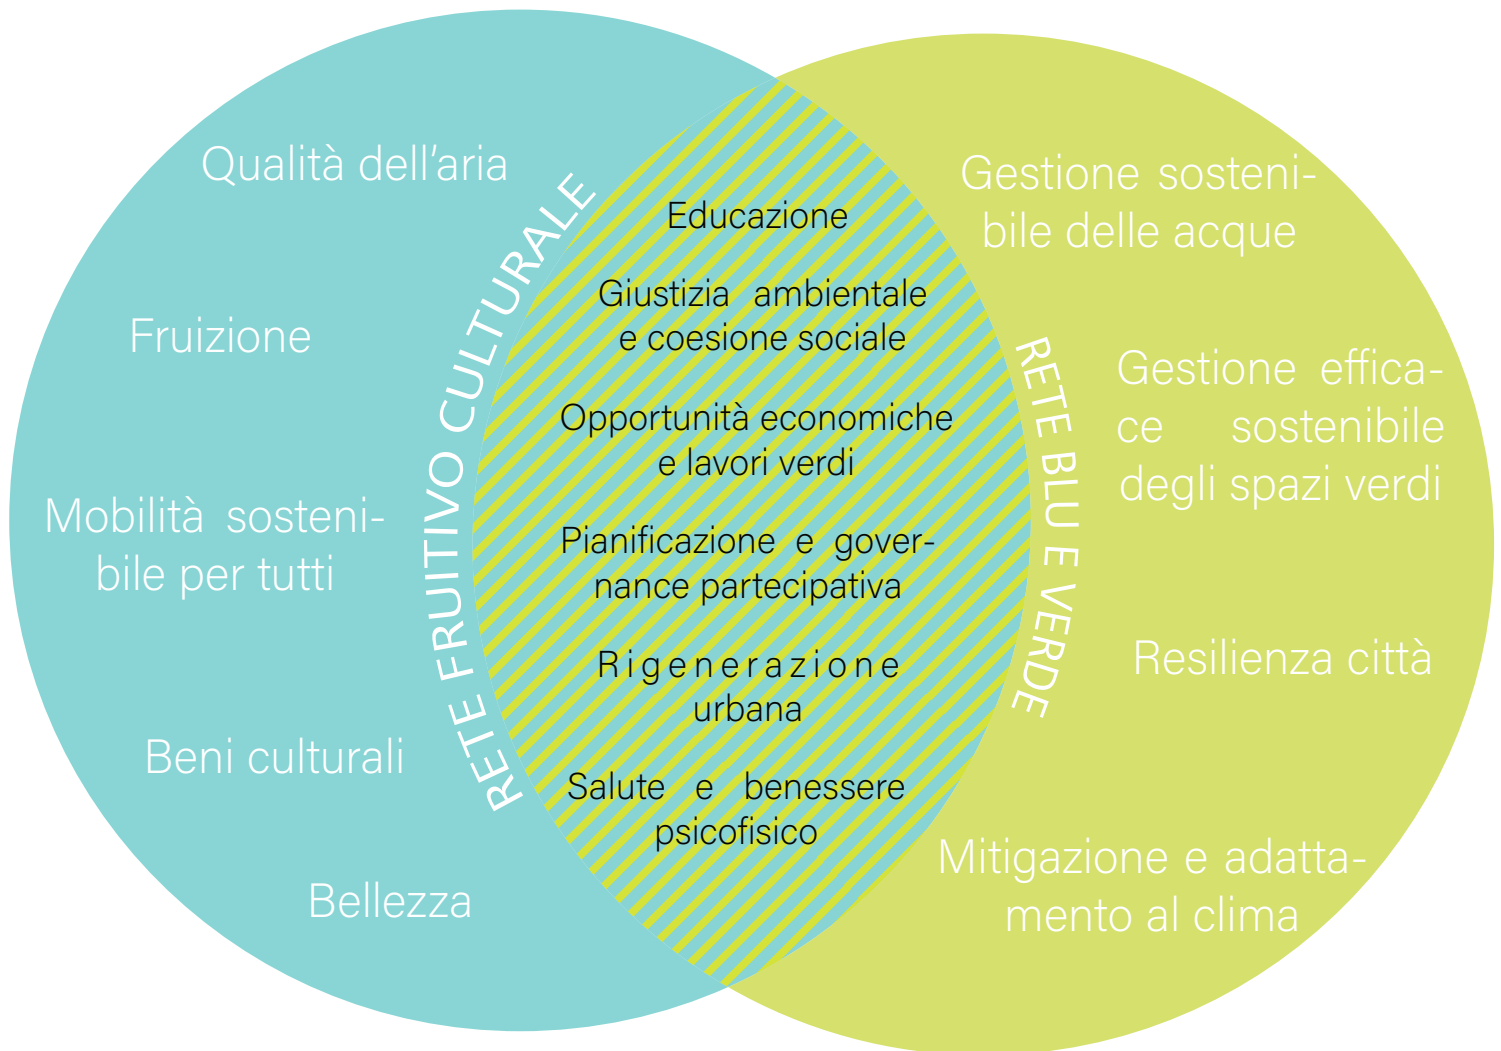 Qualità dell'aria
Fruizione
Mobilità sosteni-
bile per tutti
Beni culturali
Bellezza
RETE FRUITIVO CULTURALE
Educazione
Giustizia ambientale
e coesione sociale
Opportunità economiche
e lavori verdi
Pianificazione e gover-
nance partecipativa
Rigenerazione
urbana
Salute e benessere
psicofisico
RETE BLU E VERDE
Gestione sosteni-
bile delle acque
Gestione effica-
ce sostenibile
degli spazi verdi
Resilienza città
Mitigazione e adatta-
mento al clima